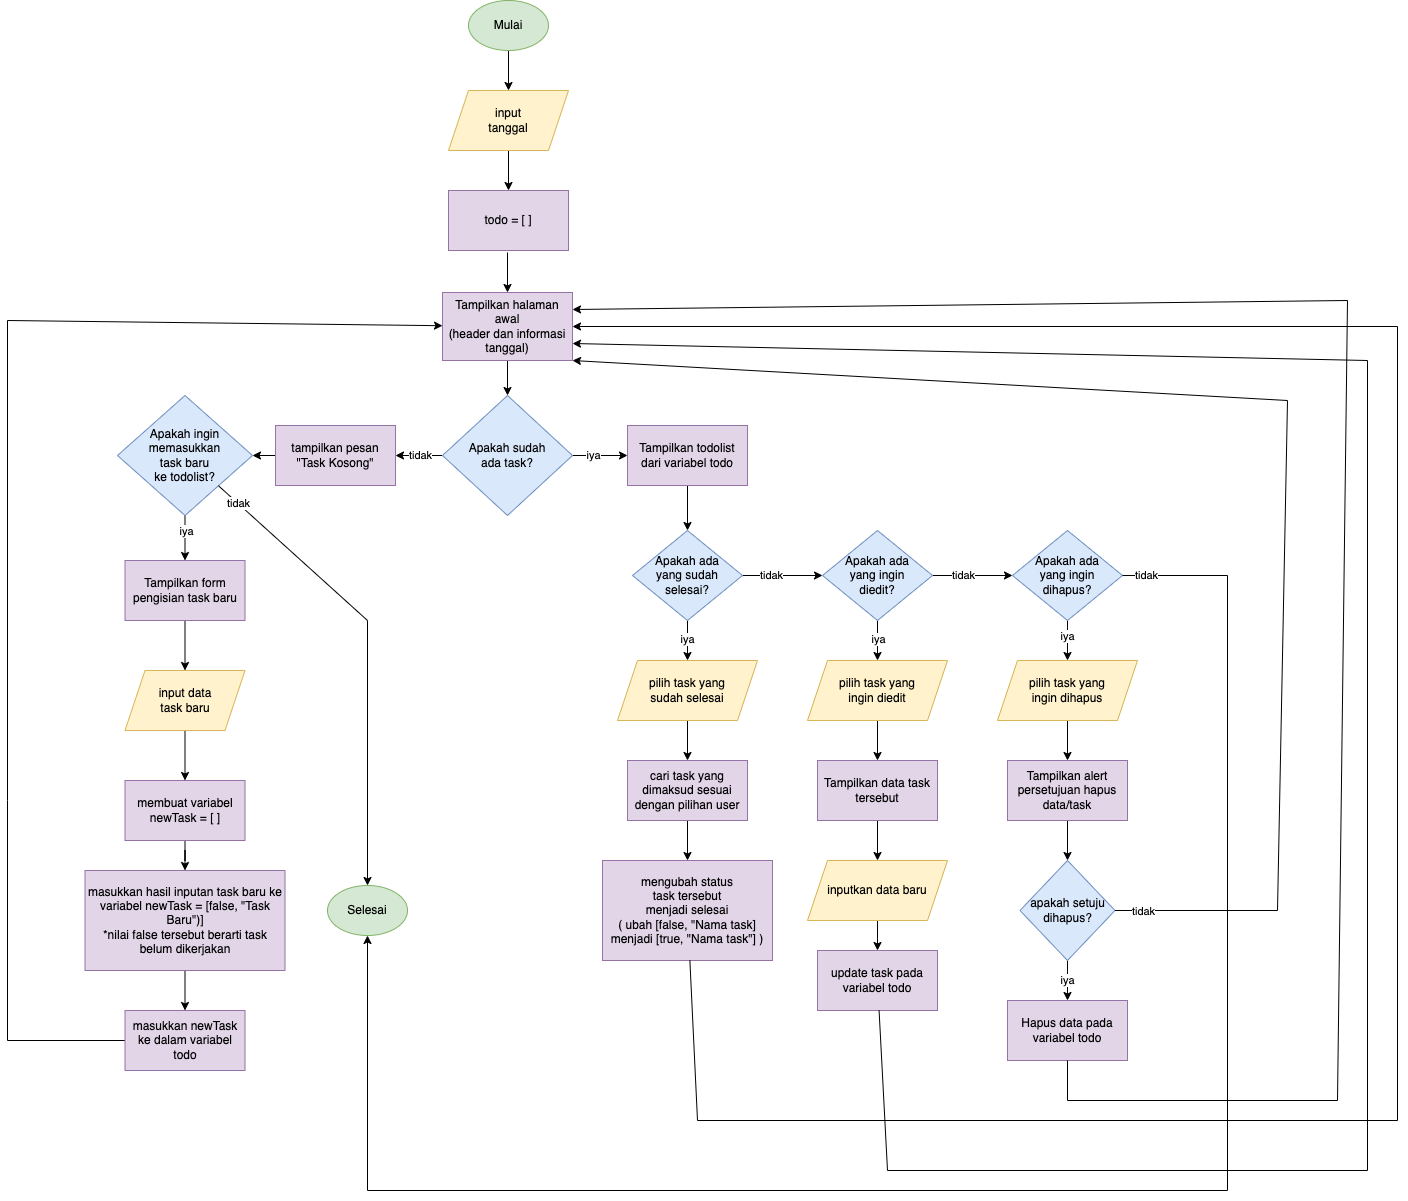 Mulai
input
tanggal
todo = [ ]
Tampilkan halaman
awal
(header dan informasi
tanggal)
Apakah ingin
memasukkan
task baru
ke todolist?
tampilkan pesan
"Task Kosong"
tidak
Apakah sudah
ada task?
iya
Tampilkan todolist
dari variabel todo
tidak
iya
Tampilkan form
pengisian task baru
input data
task baru
membuat variabel
newTask = [ ]
masukkan hasil inputan task baru ke
variabel newTask = [false, "Task
Baru")]
*nilai false tersebut berarti task
belum dikerjakan
masukkan newTask
ke dalam variabel
todo
Selesai
Apakah ada
yang sudah
selesai?
tidak
Apakah ada
yang ingin
diedit?
tidak
Apakah ada
yang ingin
dihapus?
tidak
iya
iya
iya
pilih task yang
sudah selesai
pilih task yang
ingin diedit
pilih task yang
ingin dihapus
cari task yang
dimaksud sesuai
dengan pilihan user
Tampilkan data task
tersebut
Tampilkan alert
persetujuan hapus
data/task
mengubah status
task tersebut
menjadi selesai
( ubah [false, "Nama task]
menjadi [true, "Nama task"] )
inputkan data baru
update task pada
variabel todo
apakah setuju
dihapus?
tidak
iya
Hapus data pada
variabel todo